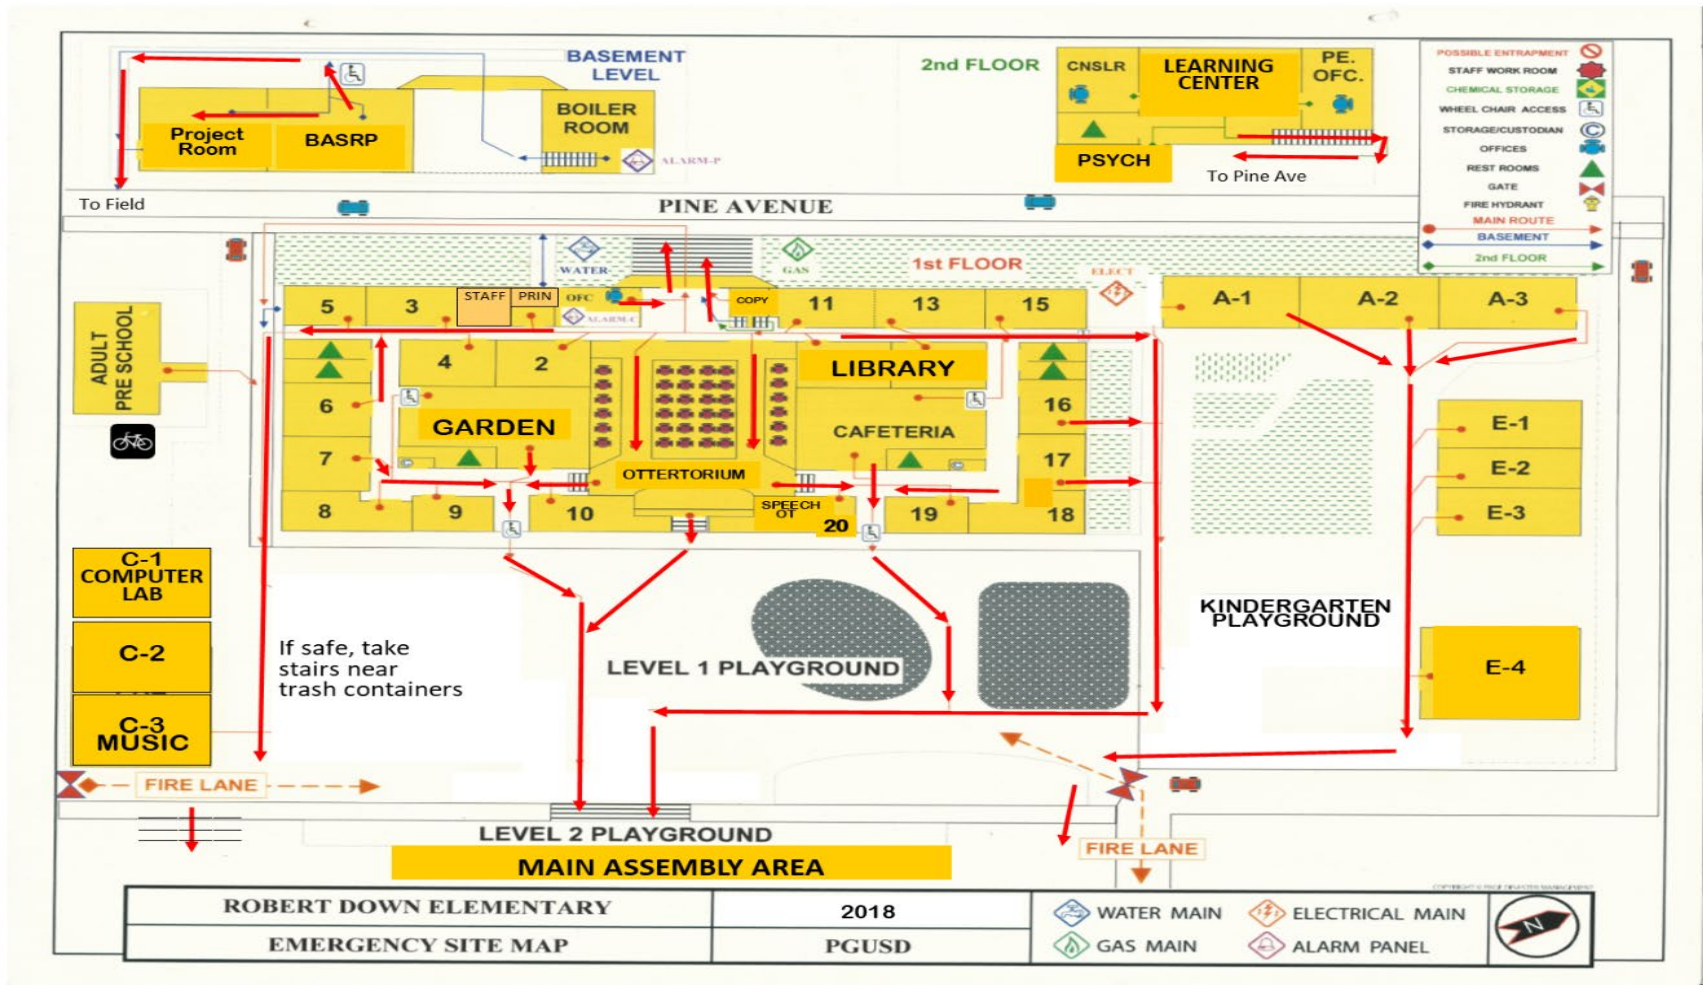 BASEMENT
LEVEL
Project
Room
BASRP
BOILER
ROOM
ALARM-P
To Field
2nd FLOOR
CNSLR
LEARNING
CENTER
PE.
OFC.
PSYCH
To Pine Ave
POSSIBLE ENTRAPMENT
STAFF WORK ROOM
CHEMICAL STORAGE
WHEEL CHAIR ACCESS
STORAGE/CUSTODIAN
C
OFFICES
REST ROOMS
GATE
FIRE HYDRANT
MAIN ROUTE
BASEMENT
2nd FLOOR
PINE AVENUE
WATER
GAS
1st FLOOR
ELECT
5
3
STAFF
PRIN
OFC
ALARM-C
COPY
11
13
15
A-1
A-2
A-3
ADULT
PRE SCHOOL
4
2
LIBRARY
6
GARDEN
CAFETERIA
16
7
OTTERTORIUM
17
8
9
10
SPEECH
OT
20
19
18
E-1
E-2
E-3
E-4
C-1
COMPUTER
LAB
C-2
C-3
MUSIC
If safe, take
stairs near
trash containers
LEVEL 1 PLAYGROUND
KINDERGARTEN
PLAYGROUND
FIRE LANE
LEVEL 2 PLAYGROUND
MAIN ASSEMBLY AREA
FIRE LANE
ROBERT DOWN ELEMENTARY
2018
EMERGENCY SITE MAP
PGUSD
WATER MAIN
ELECTRICAL MAIN
GAS MAIN
ALARM PANEL
N